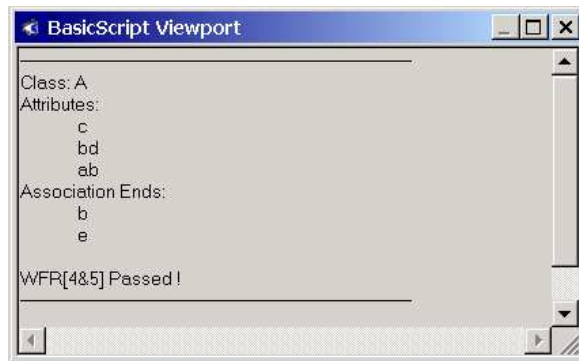 BasicScript Viewport
Class: A
Attributes:
c
bd
ab
Association Ends:
b
e
WFR[4&5] Passed !